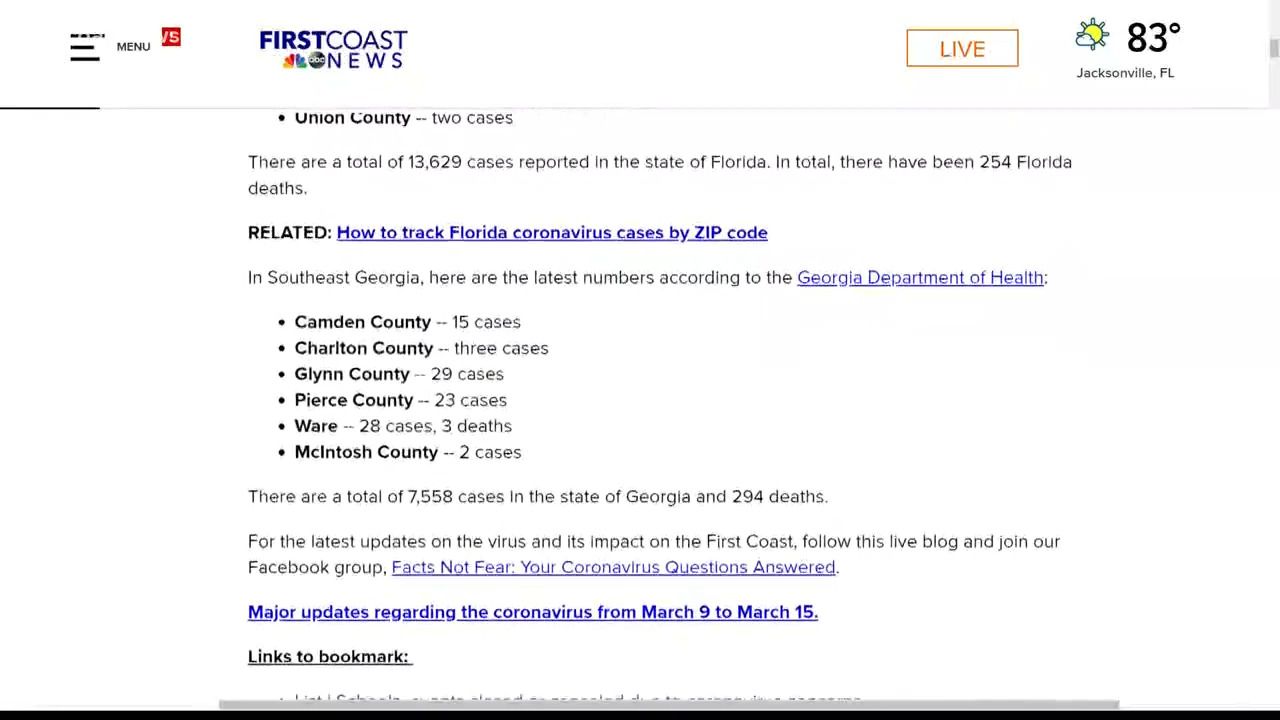 MENU
FIRSTCOAST
abc NEWS
LIVE
83°
Jacksonville, FL
• Union County -- two cases
There are a total of 13,629 cases reported in the state of Florida. In total, there have been 254 Florida
deaths.
RELATED: How to track Florida coronavirus cases by ZIP code
In Southeast Georgia, here are the latest numbers according to the Georgia Department of Health:
• Camden County -- 15 cases
• Charlton County -- three cases
• Glynn County -- 29 cases
• Pierce County -- 23 cases
• Ware -- 28 cases, 3 deaths
• McIntosh County -- 2 cases
There are a total of 7,558 cases in the state of Georgia and 294 deaths.
For the latest updates on the virus and its impact on the First Coast, follow this live blog and join our
Facebook group, Facts Not Fear: Your Coronavirus Questions Answered.
Major updates regarding the coronavirus from March 9 to March 15.
Links to bookmark: